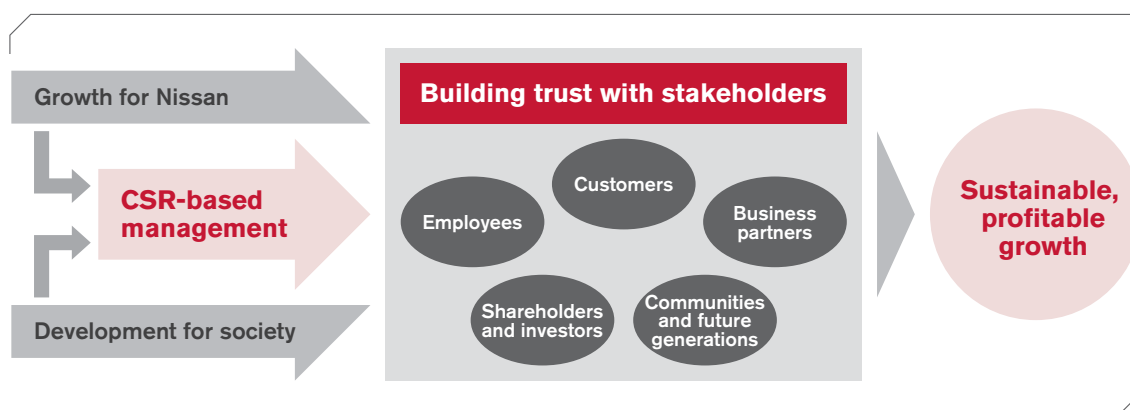 Growth for Nissan
CSR-based
management
Development for society
Building trust with stakeholders
Customers
Employees
Business
partners
Shareholders
and investors
Communities
and future
generations
Sustainable,
profitable
growth